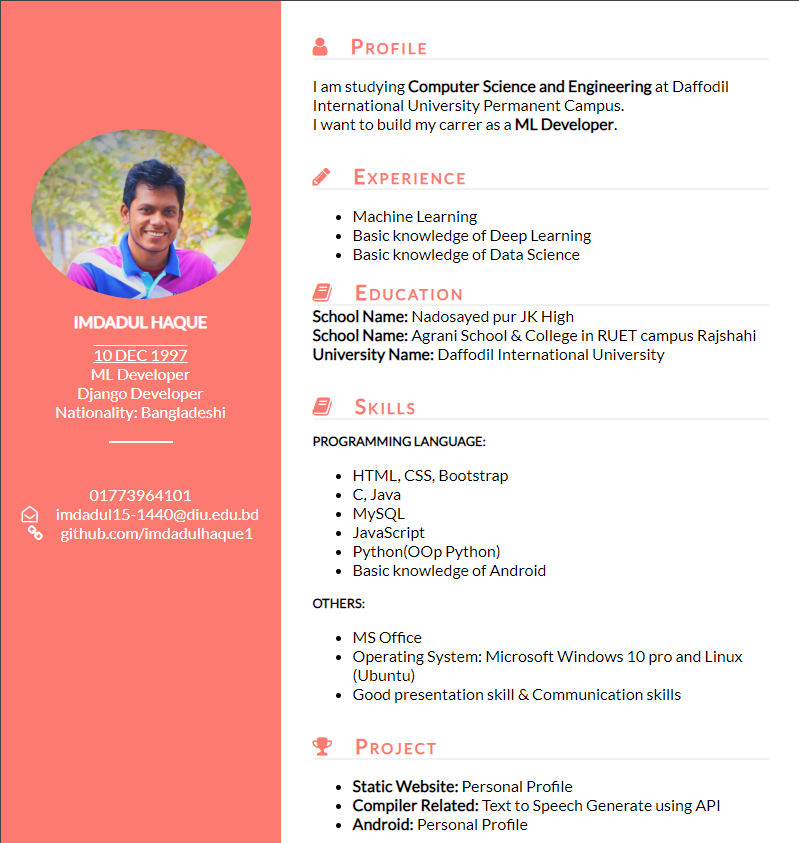 IMDADUL HAQUE
10 DEC 1997
ML Developer
Django Developer
Nationality: Bangladeshi
01773964101
imdadul15-1440@diu.edu.bd
github.com/imdadulhaque1
Profile
I am studying Computer Science and Engineering at Daffodil
International University Permanent Campus.
I want to build my carrer as a ML Developer.
Experience
Machine Learning
Basic knowledge of Deep Learning
Basic knowledge of Data Science
Education
School Name: Nadosayed pur JK High
School Name: Agrani School & College in RUET campus Rajshahi
University Name: Daffodil International University
Skills
PROGRAMMING LANGUAGE:
HTML, CSS, Bootstrap
C, Java
MySQL
JavaScript
Python(OOp Python)
Basic knowledge of Android
OTHERS:
MS Office
Operating System: Microsoft Windows 10 pro and Linux
(Ubuntu)
Good presentation skill & Communication skills
Project
Static Website: Personal Profile
Compiler Related: Text to Speech Generate using API
Android: Personal Profile